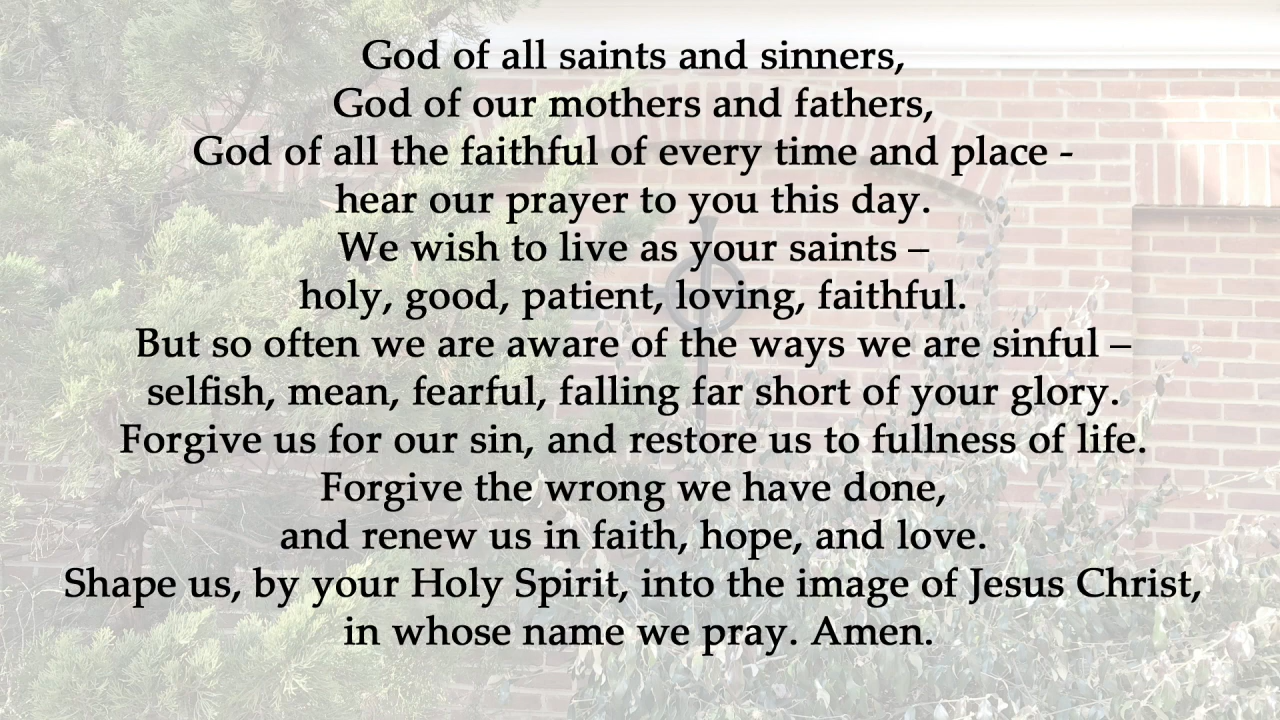 God of all saints and sinners,
God of our mothers and fathers,
God of all the faithful of every time and place -
hear our prayer to you this day.
We wish to live as your saints –
holy, good, patient, loving, faithful.
But so often we are aware of the ways we are sinful –
selfish, mean, fearful, falling far short of your glory.
Forgive us for our sin, and restore us to fullness of life.
Forgive the wrong we have done,
and renew us in faith, hope, and love.
Shape us, by your Holy Spirit, into the image of Jesus Christ,
in whose name we pray. Amen.